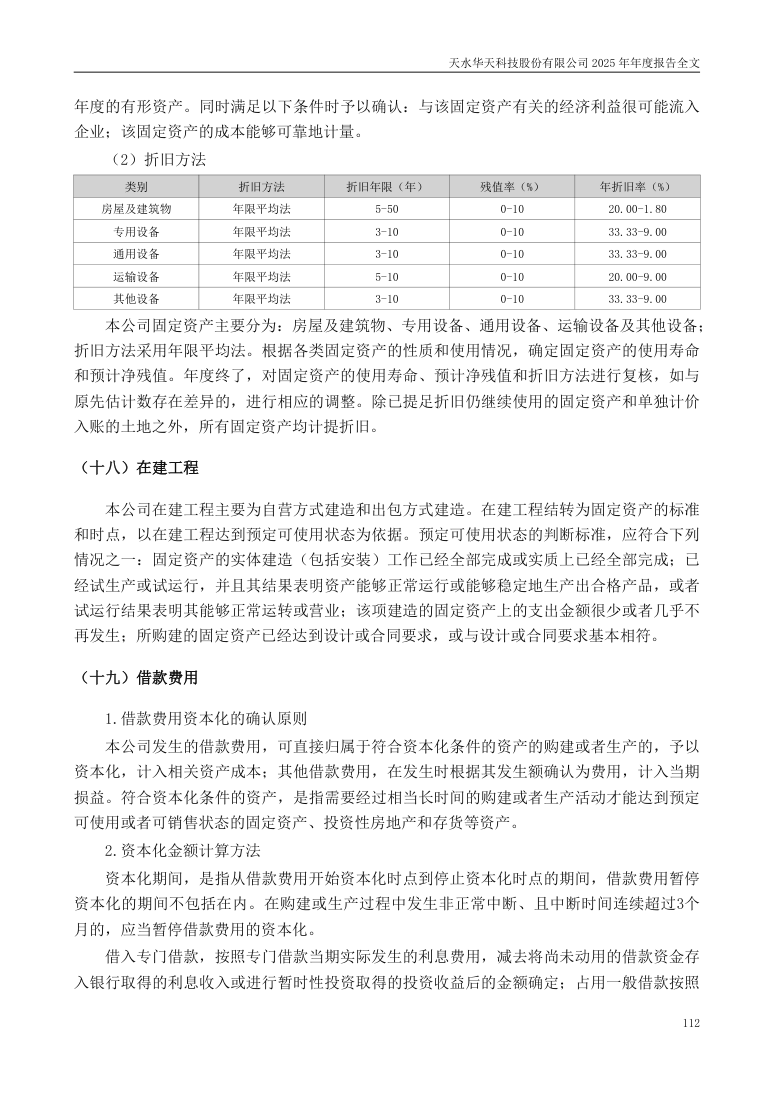 天水华天科技股份有限公司 2025 年年度报告全文
年度的有形资产。同时满足以下条件时予以确认：与该固定资产有关的经济利益很可能流入
企业；该固定资产的成本能够可靠地计量。
（2）折旧方法
类别 折旧方法 折旧年限（年） 残值率（%） 年折旧率（%）
房屋及建筑物 年限平均法 5-50 0-10 20.00-1.80
专用设备 年限平均法 3-10 0-10 33.33-9.00
通用设备 年限平均法 3-10 0-10 33.33-9.00
运输设备 年限平均法 5-10 0-10 20.00-9.00
其他设备 年限平均法 3-10 0-10 33.33-9.00
本公司固定资产主要分为：房屋及建筑物、专用设备、通用设备、运输设备及其他设备；
折旧方法采用年限平均法。根据各类固定资产的性质和使用情况，确定固定资产的使用寿命
和预计净残值。年度终了，对固定资产的使用寿命、预计净残值和折旧方法进行复核，如与
原先估计数存在差异的，进行相应的调整。除已提足折旧仍继续使用的固定资产和单独计价
入账的土地之外，所有固定资产均计提折旧。
（十八）在建工程
本公司在建工程主要为自营方式建造和出包方式建造。在建工程结转为固定资产的标准
和时点，以在建工程达到预定可使用状态为依据。预定可使用状态的判断标准，应符合下列
情况之一：固定资产的实体建造（包括安装）工作已经全部完成或实质上已经全部完成；已
经试生产或试运行，并且其结果表明资产能够正常运行或能够稳定地生产出合格产品，或者
试运行结果表明其能够正常运转或营业；该项建造的固定资产上的支出金额很少或者几乎不
再发生；所购建的固定资产已经达到设计或合同要求，或与设计或合同要求基本相符。
（十九）借款费用
1.借款费用资本化的确认原则
本公司发生的借款费用，可直接归属于符合资本化条件的资产的购建或者生产的，予以
资本化，计入相关资产成本；其他借款费用，在发生时根据其发生额确认为费用，计入当期
损益。符合资本化条件的资产，是指需要经过相当长时间的购建或者生产活动才能达到预定
可使用或者可销售状态的固定资产、投资性房地产和存货等资产。
2.资本化金额计算方法
资本化期间，是指从借款费用开始资本化时点到停止资本化时点的期间，借款费用暂停
资本化的期间不包括在内。在购建或生产过程中发生非正常中断、且中断时间连续超过3个
月的，应当暂停借款费用的资本化。
借入专门借款，按照专门借款当期实际发生的利息费用，减去将尚未动用的借款资金存
入银行取得的利息收入或进行暂时性投资取得的投资收益后的金额确定；占用一般借款按照
112